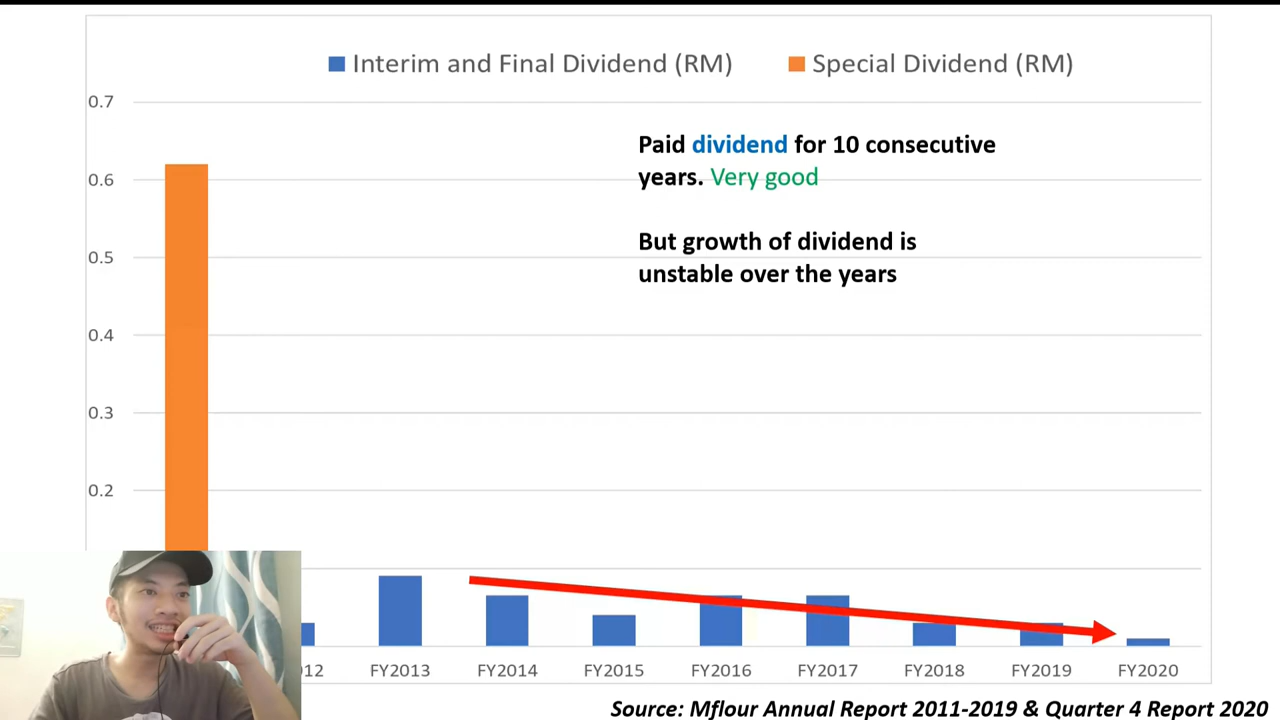 Interim and Final Dividend (RM) Special Dividend (RM)
0.7
Paid dividend for 10 consecutive
years. Very good
0.6
But growth of dividend is
0.5
unstable over the years
0.4
0.3
0.2
12 FY2013 FY2014 FY2015 FY2016 FY2017 FY2018 FY2019 FY2020
Source: Mflour Annual Report 2011-2019 & Quarter 4 Report 2020